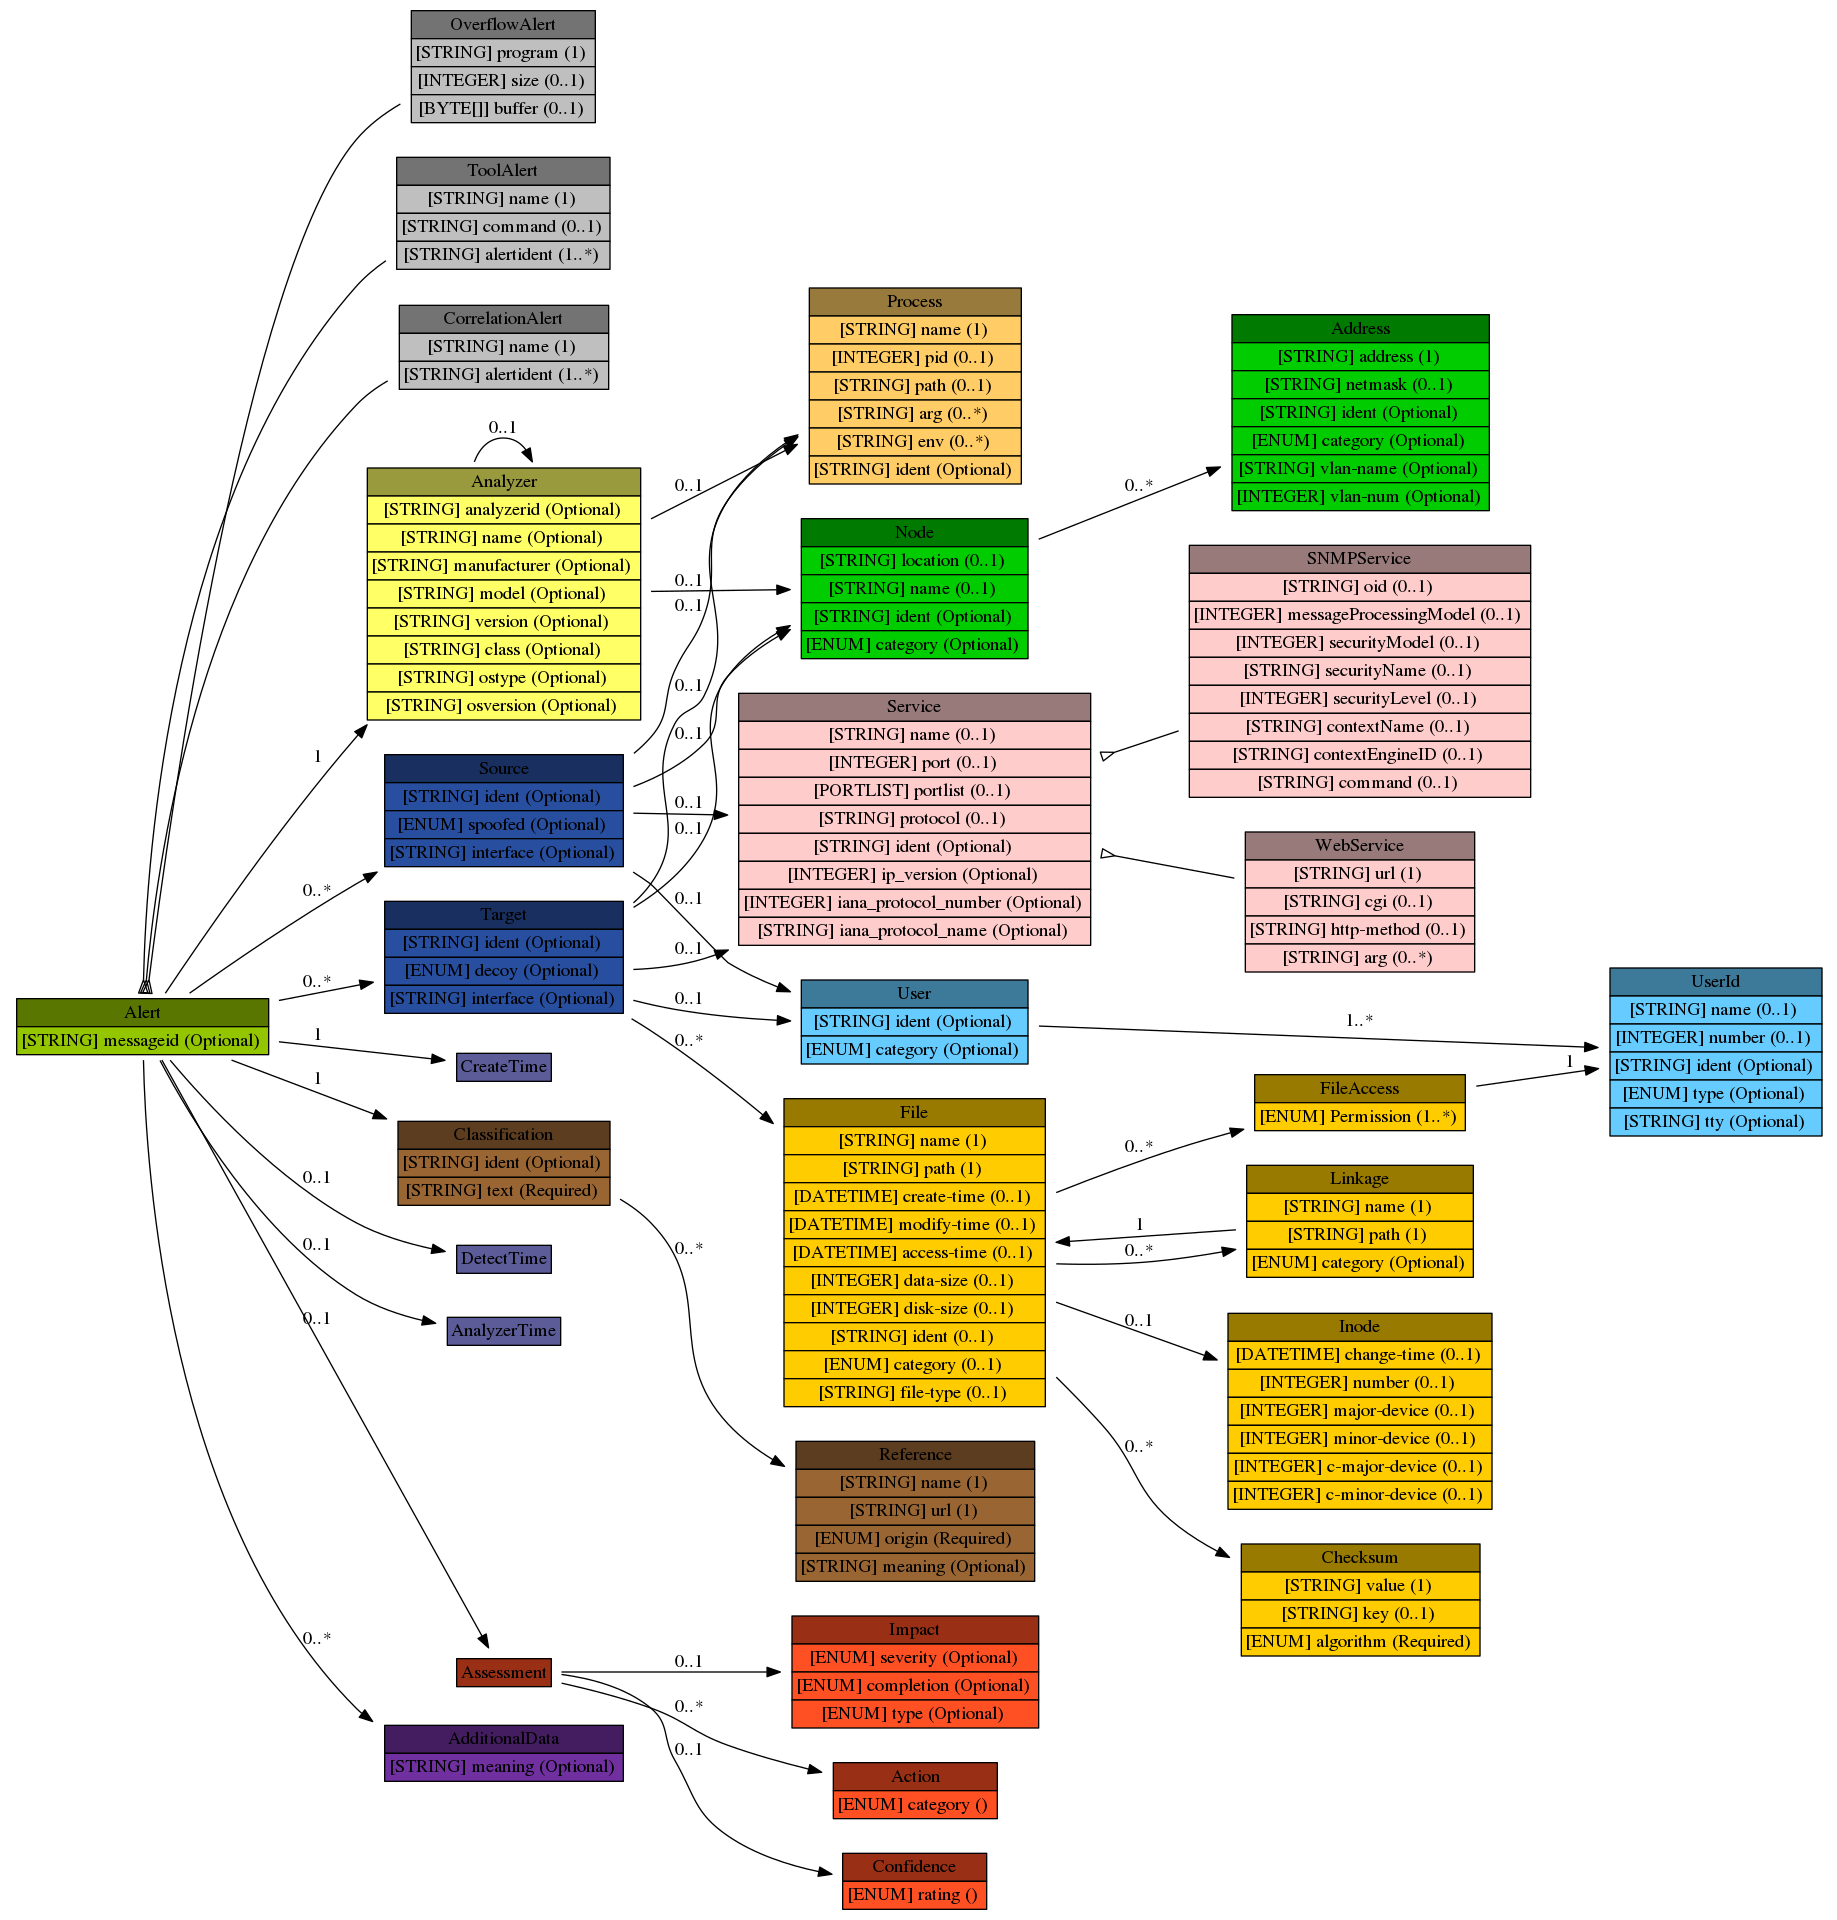 OverflowAlert
[STRING] program (1)
[INTEGER] size (0..1)
[BYTE[]] buffer (0..1)
ToolAlert
[STRING] name (1)
[STRING] command (0..1)
[STRING] alertident (1..*)
CorrelationAlert
[STRING] name (1)
[STRING] alertident (1..*)
0..1
Analyzer
[STRING] analyzerid (Optional)
[STRING] name (Optional)
[STRING] manufacturer (Optional)
[STRING] model (Optional)
[STRING] version (Optional)
[STRING] class (Optional)
[STRING] ostype (Optional)
[STRING] osversion (Optional)
Source
[STRING] ident (Optional)
[ENUM] spoofed (Optional)
[STRING] interface (Optional)
Target
[STRING] ident (Optional)
[ENUM] decoy (Optional)
[STRING] interface (Optional)
Alert
[STRING] messageid (Optional)
1
0..*
0..*
1
1
0..1
0..1
0..1
0..*
CreateTime
Classification
[STRING] ident (Optional)
[STRING] text (Required)
DetectTime
AnalyzerTime
Assessment
AdditionalData
[STRING] meaning (Optional)
0..1
0..1
0..1
0..1
0..1
0..1
0..1
0..1
0..1
0..1
0..*
0..*
0..1
0..*
0..1
Process
[STRING] name (1)
[INTEGER] pid (0..1)
[STRING] path (0..1)
[STRING] arg (0..*)
[STRING] env (0..*)
[STRING] ident (Optional)
Node
[STRING] location (0..1)
[STRING] name (0..1)
[STRING] ident (Optional)
[ENUM] category (Optional)
Service
[STRING] name (0..1)
[INTEGER] port (0..1)
[PORTLIST] portlist (0..1)
[STRING] protocol (0..1)
[STRING] ident (Optional)
[INTEGER] ip_version (Optional)
[INTEGER] iana_protocol_number (Optional)
[STRING] iana_protocol_name (Optional)
User
[STRING] ident (Optional)
[ENUM] category (Optional)
File
[STRING] name (1)
[STRING] path (1)
[DATETIME] create-time (0..1)
[DATETIME] modify-time (0..1)
[DATETIME] access-time (0..1)
[INTEGER] data-size (0..1)
[INTEGER] disk-size (0..1)
[STRING] ident (0..1)
[ENUM] category (0..1)
[STRING] file-type (0..1)
Reference
[STRING] name (1)
[STRING] url (1)
[ENUM] origin (Required)
[STRING] meaning (Optional)
Impact
[ENUM] severity (Optional)
[ENUM] completion (Optional)
[ENUM] type (Optional)
Action
[ENUM] category ()
Confidence
[ENUM] rating ()
0..*
0..*
1
0..*
0..1
0..*
Address
[STRING] address (1)
[STRING] netmask (0..1)
[STRING] ident (Optional)
[ENUM] category (Optional)
[STRING] vlan-name (Optional)
[INTEGER] vlan-num (Optional)
SNMPService
[STRING] oid (0..1)
[INTEGER] messageProcessingModel (0..1)
[INTEGER] securityModel (0..1)
[STRING] securityName (0..1)
[INTEGER] securityLevel (0..1)
[STRING] contextName (0..1)
[STRING] contextEngineID (0..1)
[STRING] command (0..1)
WebService
[STRING] url (1)
[STRING] cgi (0..1)
[STRING] http-method (0..1)
[STRING] arg (0..*)
1..*
1
FileAccess
[ENUM] Permission (1..*)
Linkage
[STRING] name (1)
[STRING] path (1)
[ENUM] category (Optional)
Inode
[DATETIME] change-time (0..1)
[INTEGER] number (0..1)
[INTEGER] major-device (0..1)
[INTEGER] minor-device (0..1)
[INTEGER] c-major-device (0..1)
[INTEGER] c-minor-device (0..1)
Checksum
[STRING] value (1)
[STRING] key (0..1)
[ENUM] algorithm (Required)
UserId
[STRING] name (0..1)
[INTEGER] number (0..1)
[STRING] ident (Optional)
[ENUM] type (Optional)
[STRING] tty (Optional)